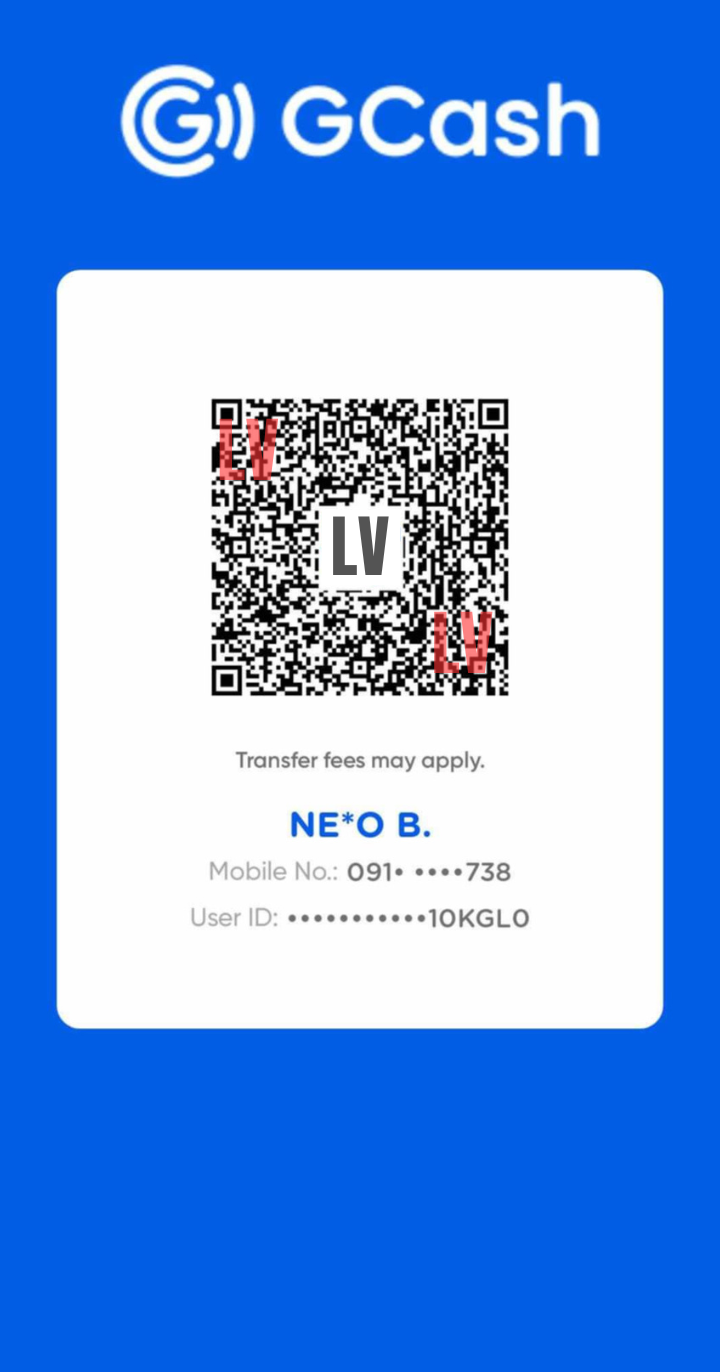 GCash
LV
LV
LV
Transfer fees may apply.
NE*O B.
Mobile No.: 091• ••••738
User ID: •••••••••••10KGL0